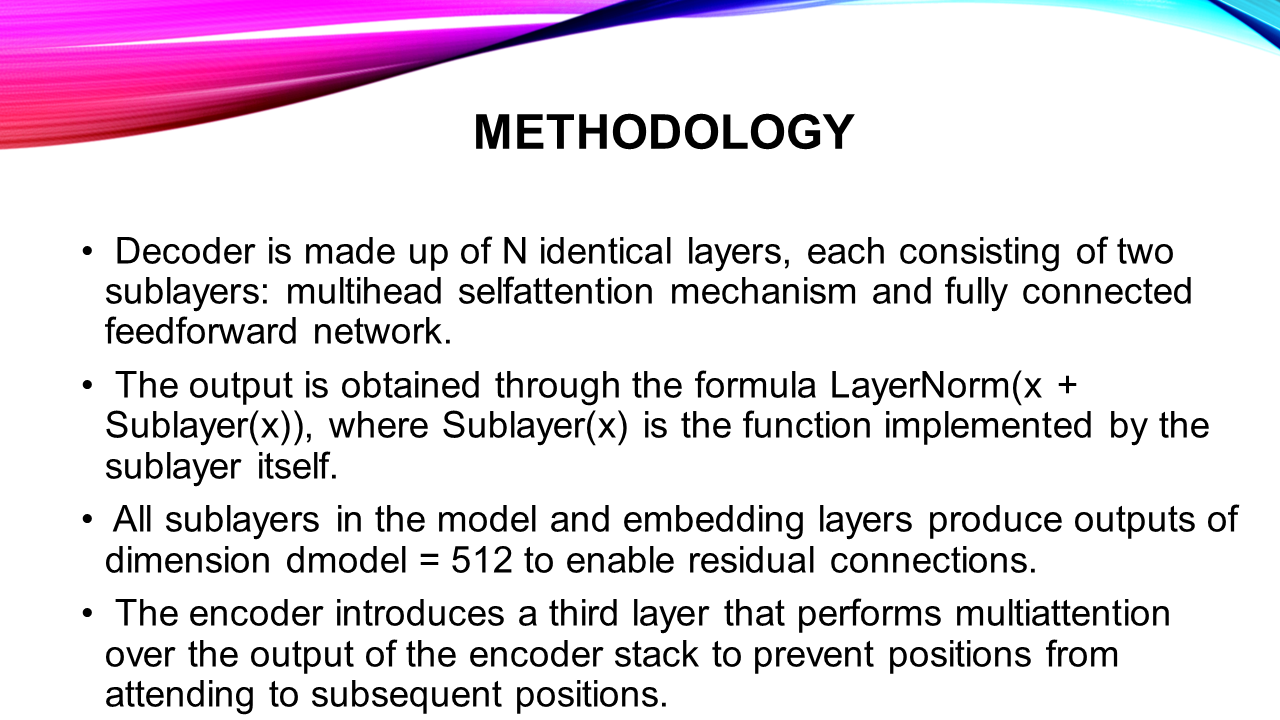 METHODOLOGY
• Decoder is made up of N identical layers, each consisting of two
sublayers: multihead selfattention mechanism and fully connected
feedforward network.
• The output is obtained through the formula LayerNorm(x +
Sublayer(x)), where Sublayer(x) is the function implemented by the
sublayer itself.
• All sublayers in the model and embedding layers produce outputs of
dimension dmodel = 512 to enable residual connections.
• The encoder introduces a third layer that performs multiattention
over the output of the encoder stack to prevent positions from
attending to subsequent positions.